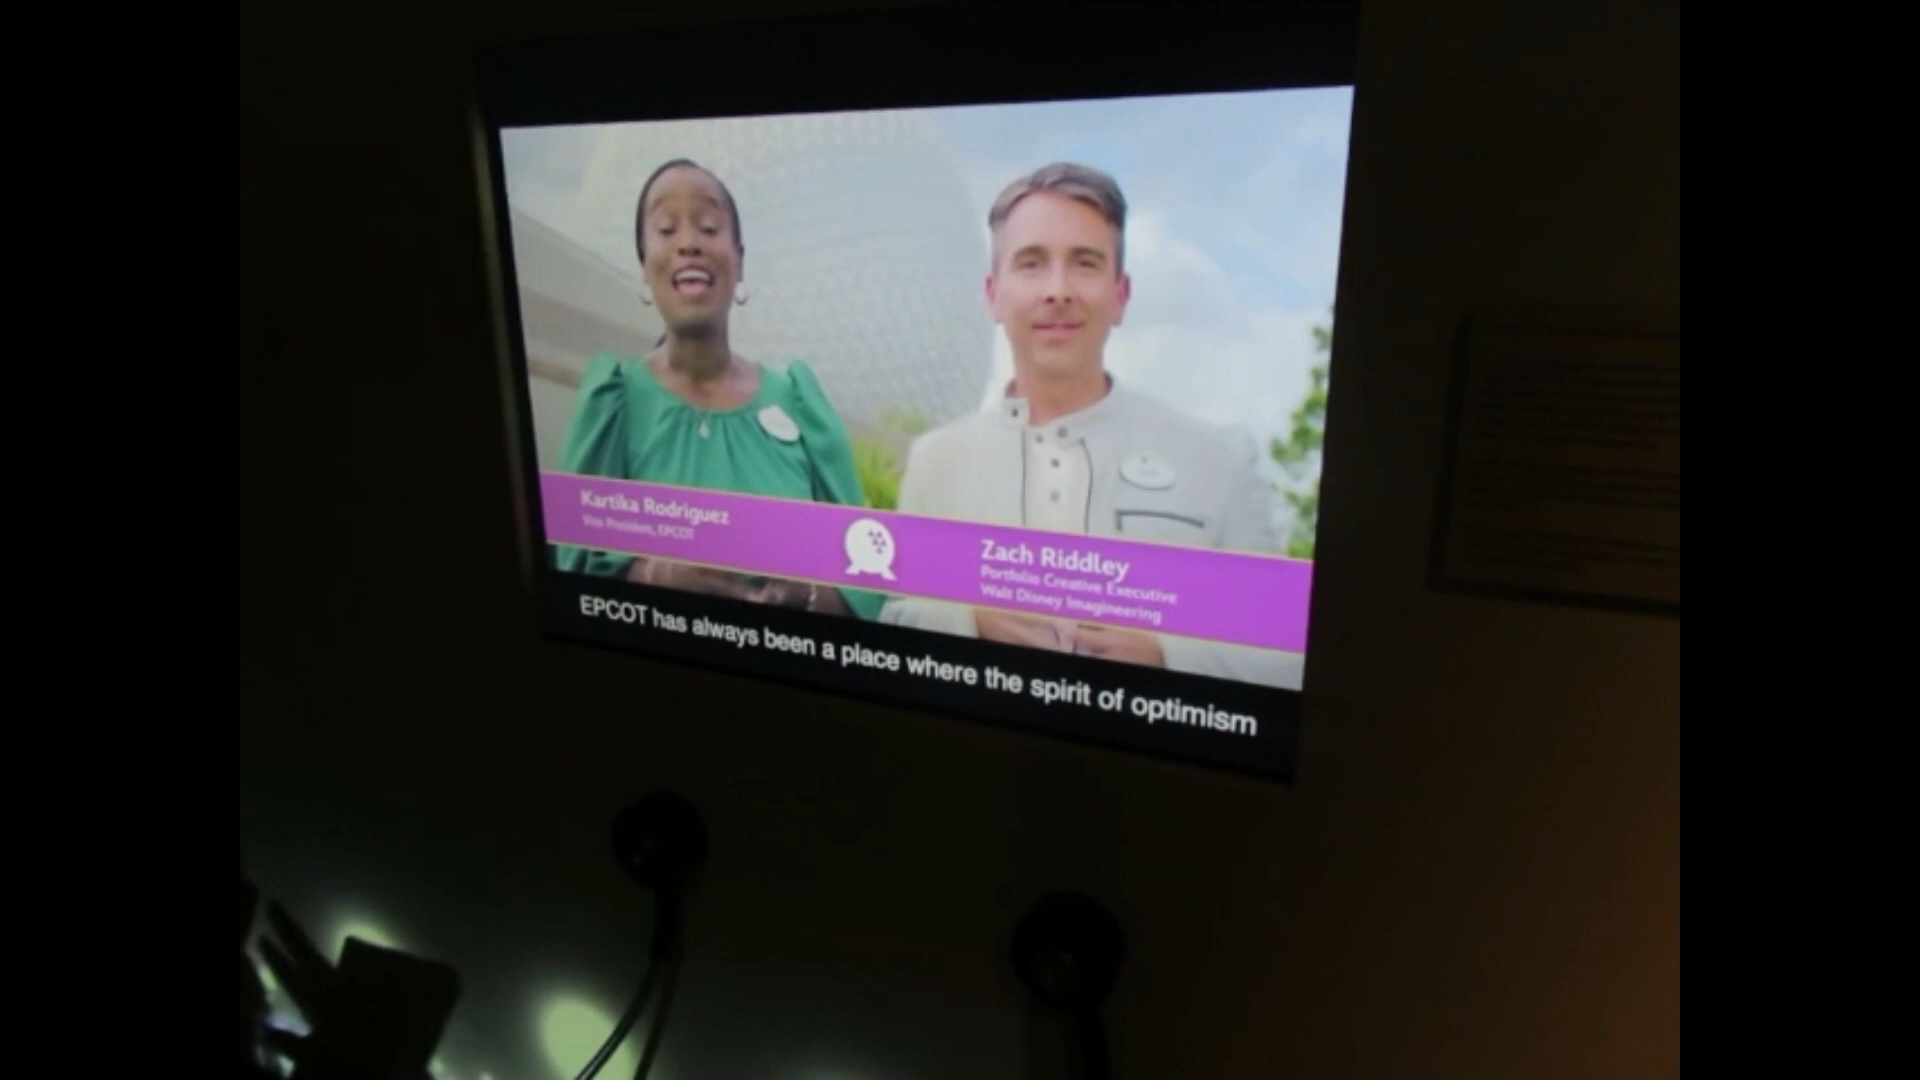 Kartika Rodriguez
Vice President, EPCOT
Zach Riddley
Portfolio Creative Executive
Walt Disney Imagineering
EPCOT has always been a place where the spirit of optimism